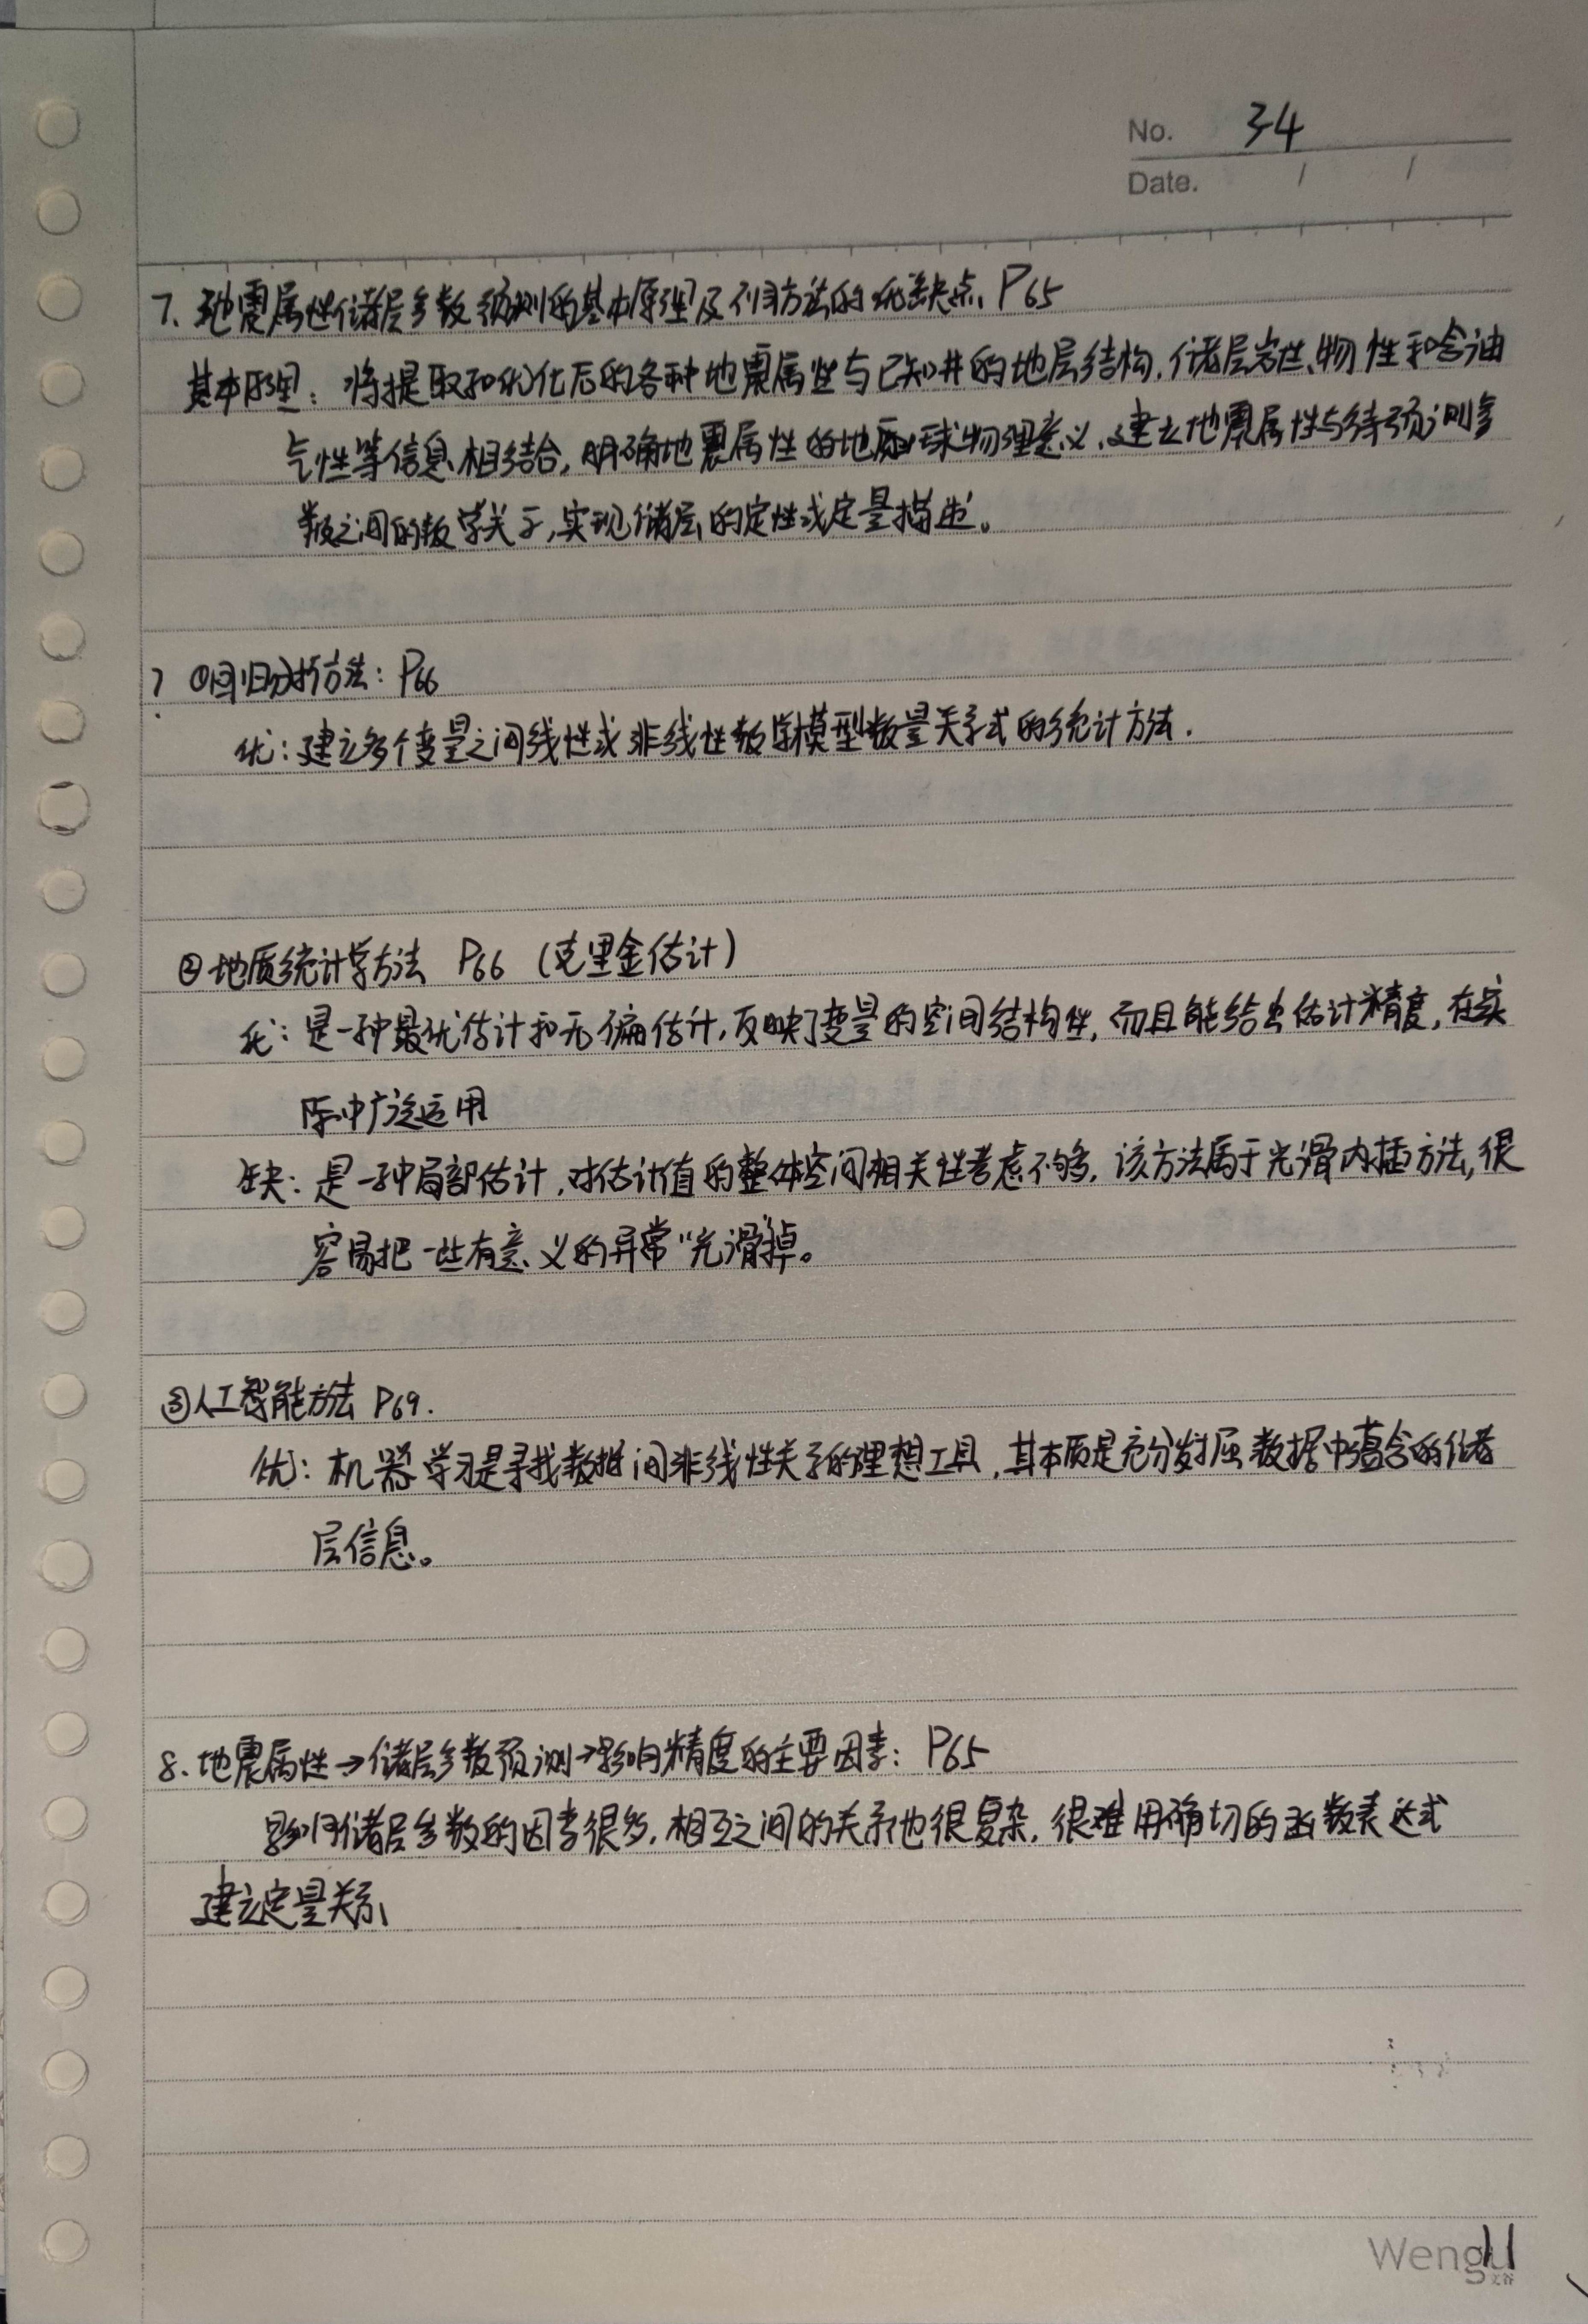 No. 34
Date. / /
7、地震属性储层参数预测的基本原理及不同方法的优缺点、P65
基本原理：将提取和优化后的各种地震属性与已知井的地层结构，储层岩性、物性和含油
气性等信息相结合，明确地震属性的地质地球物理意义，建立地震属性与待预测参
数之间的数学关系，实现储层的定性或定量描述。
①回归分析方法：P66
优：建立多个变量之间线性或非线性数学模型数量关系式的统计方法．
②地质统计学方法 P66（克里金估计）
优：是一种最优估计和无偏估计，反映了变量的空间结构性，而且能给出估计精度，在实
际中广泛运用
缺：是一种局部估计，对估计值的整体空间相关性考虑不够，该方法属于光滑内插方法，很
容易把一些有意义的异常“光滑”掉。
③人工智能方法 P69．
优：机器学习是寻找数据间非线性关系的理想工具，其本质是充分发掘数据中蕴含的储
层信息。
8、地震属性→储层参数预测→影响精度的主要因素：P65
影响储层参数的因素很多，相互之间的关系也很复杂，很难用确切的函数表达式
建立定量关系
文谷
11